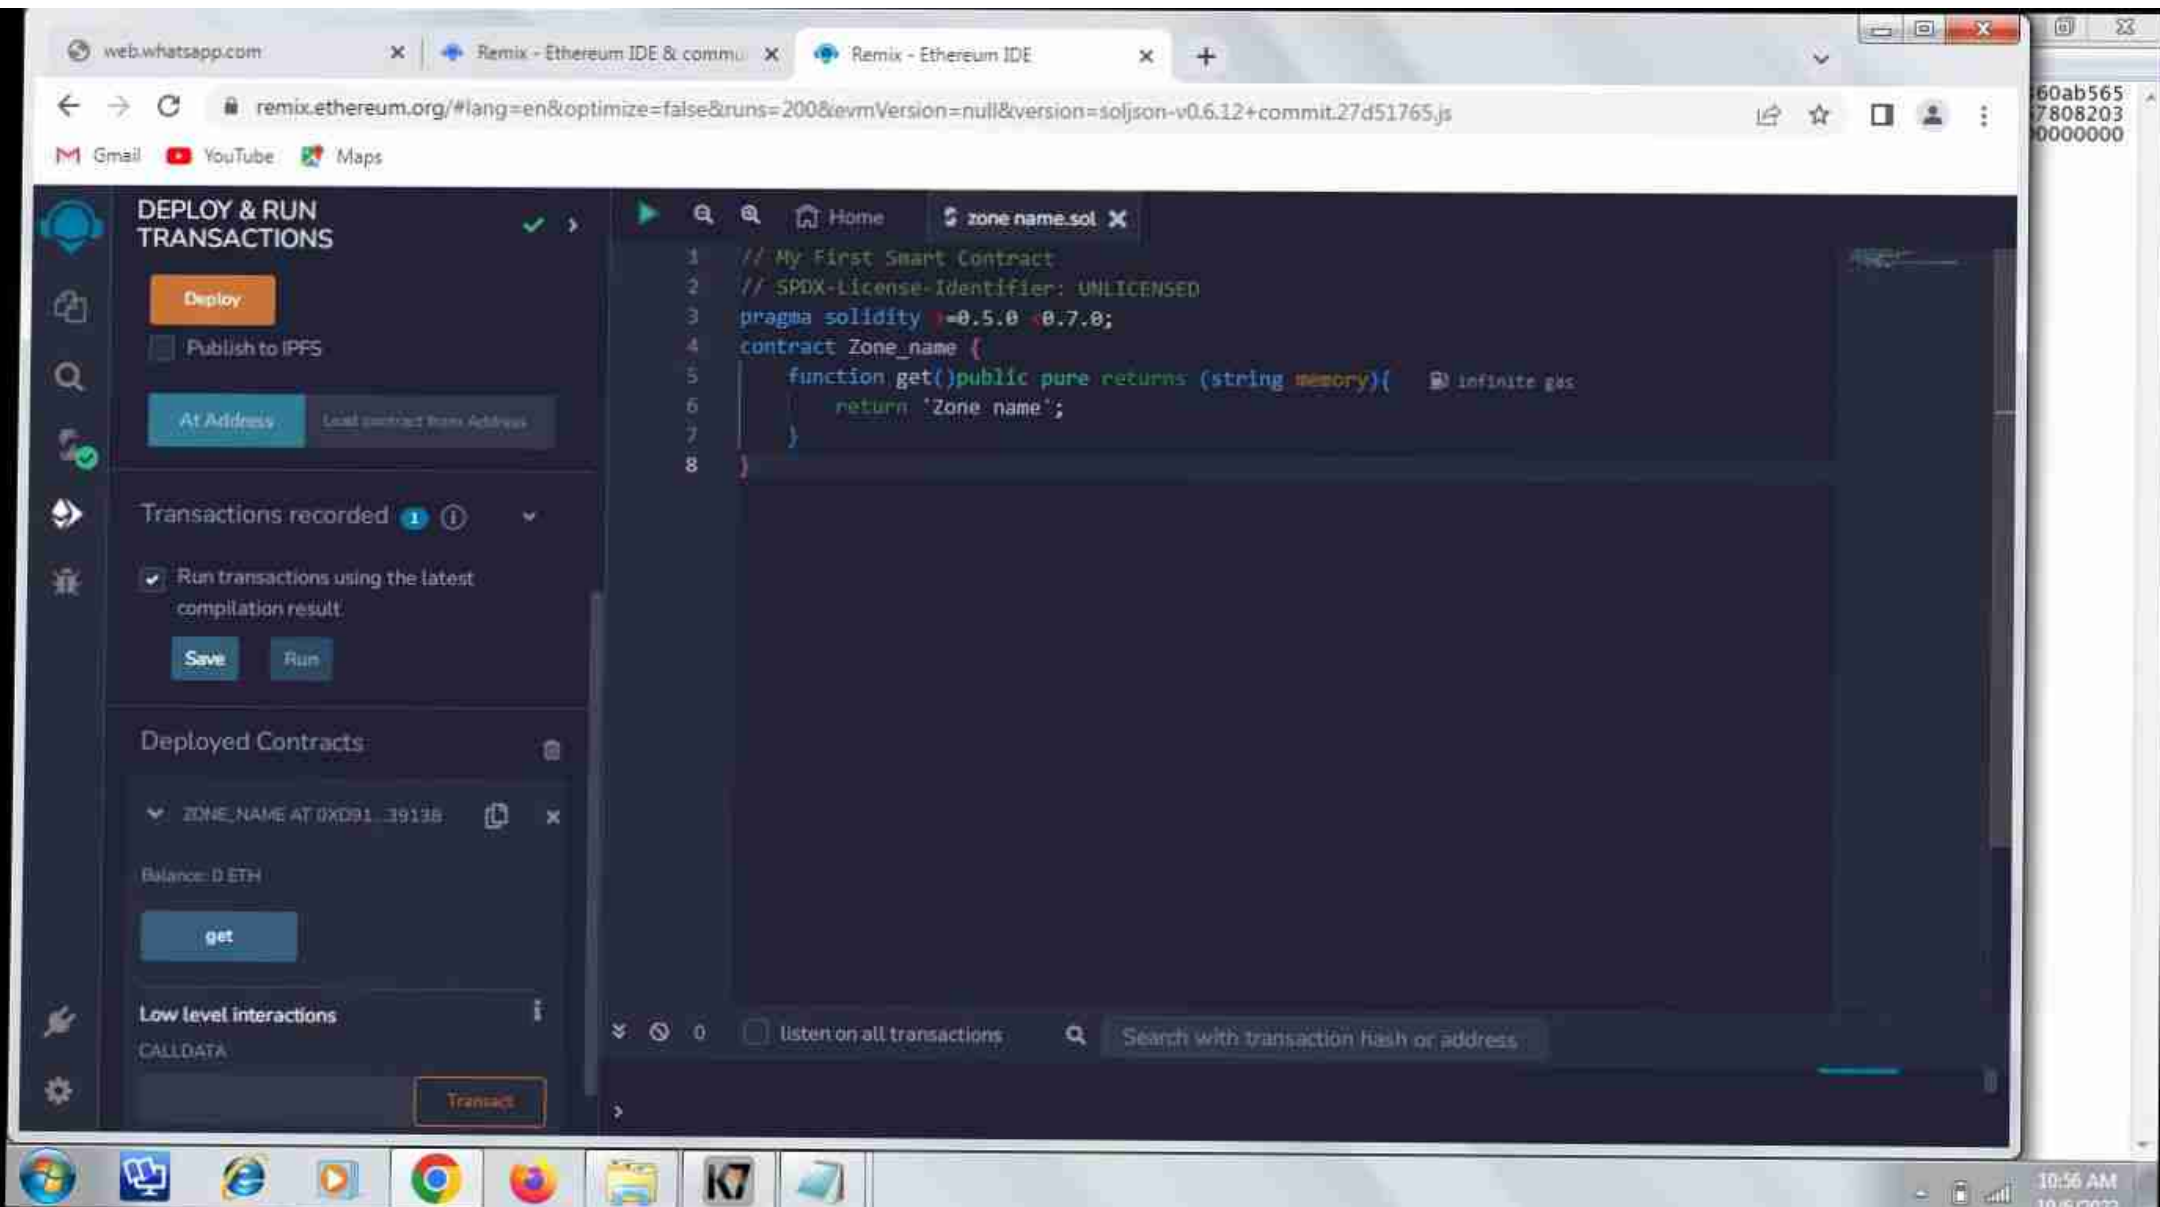 web.whatsapp.com
Remix - Ethereum IDE & commu
Remix - Ethereum IDE
remix.ethereum.org/#lang=en&optimize=false&runs=200&evmVersion=null&version=soljson-v0.6.12+commit.27d51765.js
60ab565
7808203
00000000
Gmail
YouTube
Maps
DEPLOY & RUN
TRANSACTIONS
Home
zone name.sol
1 // My First Smart Contract
2 // SPDX-License-Identifier: UNLICENSED
3 pragma solidity >=0.5.0 <0.7.0;
4 contract Zone_name {
5 function get()public pure returns (string memory){ infinite gas
6 return 'Zone name';
7 }
8 }
Deploy
Publish to IPFS
At Address
Load contract from Address
Transactions recorded 1 i
Run transactions using the latest
compilation result
Save
Run
Deployed Contracts
ZONE_NAME AT 0XD91...39138
Balance: 0 ETH
get
Low level interactions i
CALLDATA
Transact
0
listen on all transactions
Search with transaction hash or address
>
K7
10:56 AM